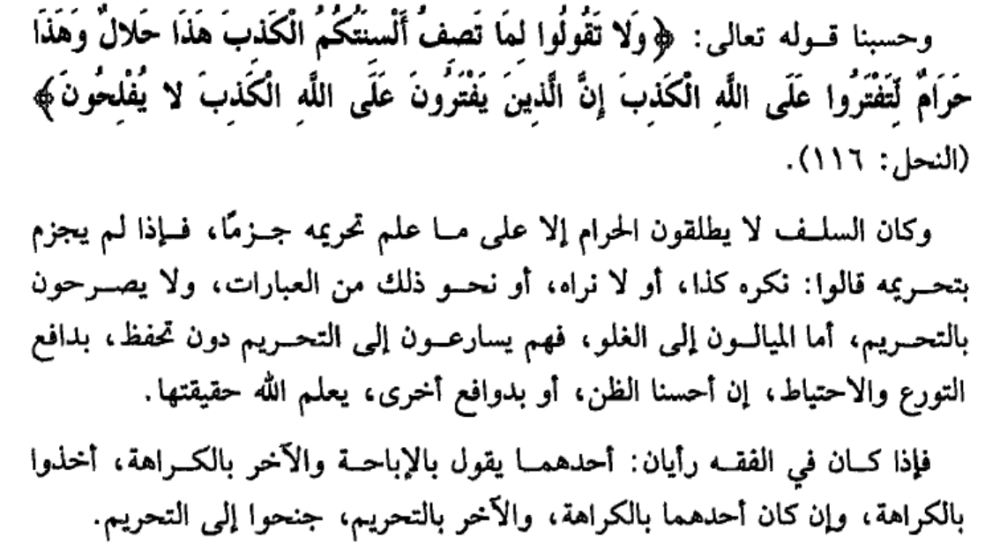 وحسبنا قوله تعالى: ﴿وَلَا تَقُولُوا لِمَا تَصِفُ أَلْسِنَتُكُمُ الْكَذِبَ هَذَا حَلَالٌ وَهَذَا
حَرَامٌ لِّتَفْتَرُوا عَلَى اللَّهِ الْكَذِبَ إِنَّ الَّذِينَ يَفْتَرُونَ عَلَى اللَّهِ الْكَذِبَ لا يُفْلِحُونَ﴾
(النحل: ١١٦).
وكان السلف لا يطلقون الحرام إلا على ما علم تحريمه جزمًا، فإذا لم يجزم
بتحريمه قالوا: نكره كذا، أو لا نراه، أو نحو ذلك من العبارات، ولا يصرحون
بالتحريم، أما الميالون إلى الغلو، فهم يسارعون إلى التحريم دون تحفظ، بدافع
التورع والاحتياط، إن أحسنا الظن، أو بدوافع أخرى، يعلم الله حقيقتها.
فإذا كان في الفقه رأيان: أحدهما يقول بالإباحة والآخر بالكراهة، أخذوا
بالكراهة، وإن كان أحدهما بالكراهة، والآخر بالتحريم، جنحوا إلى التحريم.